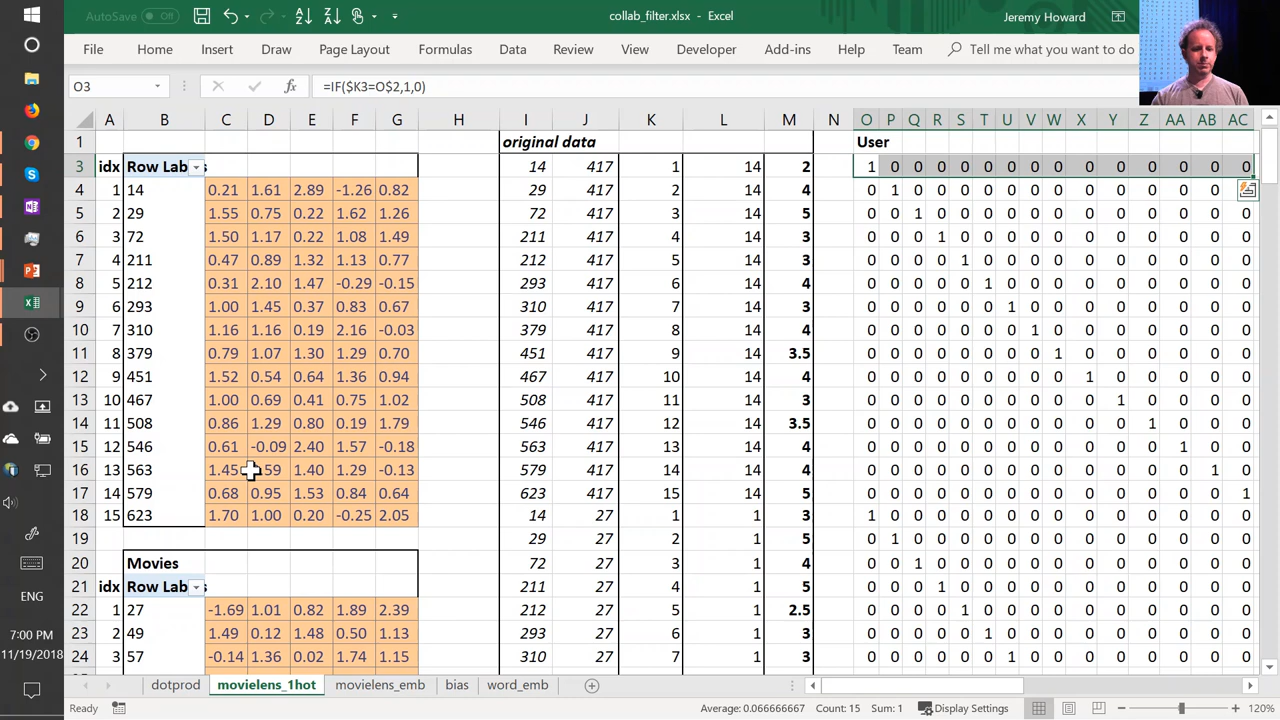 AutoSave Off collab_filter.xlsx - Excel Jeremy Howard
File Home Insert Draw Page Layout Formulas Data Review View Developer Add-ins Help Team Tell me what you want to do
O3 fx =IF($K3=O$2,1,0)
A B C D E F G H I J K L M N O P Q R S T U V W X Y Z AA AB AC
1 original data User
3 idx Row Lab s 14 417 1 14 2 1 0 0 0 0 0 0 0 0 0 0 0 0 0 0
4 1 14 0.21 1.61 2.89 -1.26 0.82 29 417 2 14 4 0 1 0 0 0 0 0 0 0 0 0 0 0 0
5 2 29 1.55 0.75 0.22 1.62 1.26 72 417 3 14 5 0 0 1 0 0 0 0 0 0 0 0 0 0 0 0
6 3 72 1.50 1.17 0.22 1.08 1.49 211 417 4 14 3 0 0 0 1 0 0 0 0 0 0 0 0 0 0 0
7 4 211 0.47 0.89 1.32 1.13 0.77 212 417 5 14 3 0 0 0 0 1 0 0 0 0 0 0 0 0 0 0
8 5 212 0.31 2.10 1.47 -0.29 -0.15 293 417 6 14 4 0 0 0 0 0 1 0 0 0 0 0 0 0 0 0
9 6 293 1.00 1.45 0.37 0.83 0.67 310 417 7 14 3 0 0 0 0 0 0 1 0 0 0 0 0 0 0 0
10 7 310 1.16 1.16 0.19 2.16 -0.03 379 417 8 14 4 0 0 0 0 0 0 0 1 0 0 0 0 0 0 0
11 8 379 0.79 1.07 1.30 1.29 0.70 451 417 9 14 3.5 0 0 0 0 0 0 0 0 1 0 0 0 0 0 0
12 9 451 1.52 0.54 0.64 1.36 0.94 467 417 10 14 4 0 0 0 0 0 0 0 0 0 1 0 0 0 0 0
13 10 467 1.00 0.69 0.41 0.75 1.02 508 417 11 14 3 0 0 0 0 0 0 0 0 0 0 1 0 0 0 0
14 11 508 0.86 1.29 0.80 0.19 1.79 546 417 12 14 3.5 0 0 0 0 0 0 0 0 0 0 0 1 0 0 0
15 12 546 0.61 -0.09 2.40 1.57 -0.18 563 417 13 14 4 0 0 0 0 0 0 0 0 0 0 0 0 1 0 0
16 13 563 1.45 59 1.40 1.29 -0.13 579 417 14 14 4 0 0 0 0 0 0 0 0 0 0 0 0 0 1 0
17 14 579 0.68 0.95 1.53 0.84 0.64 623 417 15 14 5 0 0 0 0 0 0 0 0 0 0 0 0 0 0 1
18 15 623 1.70 1.00 0.20 -0.25 2.05 14 27 1 1 3 1 0 0 0 0 0 0 0 0 0 0 0 0 0 0
19 29 27 2 1 5 0 1 0 0 0 0 0 0 0 0 0 0 0 0 0
20 Movies 72 27 3 1 4 0 0 1 0 0 0 0 0 0 0 0 0 0 0 0
21 idx Row Lab s 211 27 4 1 5 0 0 0 1 0 0 0 0 0 0 0 0 0 0 0
22 1 27 -1.69 1.01 0.82 1.89 2.39 212 27 5 1 2.5 0 0 0 0 1 0 0 0 0 0 0 0 0 0 0
23 2 49 1.49 0.12 1.48 0.50 1.13 293 27 6 1 3 0 0 0 0 0 1 0 0 0 0 0 0 0 0 0
24 3 57 -0.14 1.36 0.02 1.74 1.15 310 27 7 1 3 0 0 0 0 0 0 1 0 0 0 0 0 0 0 0
dotprod movielens_1hot movielens_emb bias word_emb
Ready Average: 0.066666667 Count: 15 Sum: 1 Display Settings 120%
ENG
7:00 PM
11/19/2018